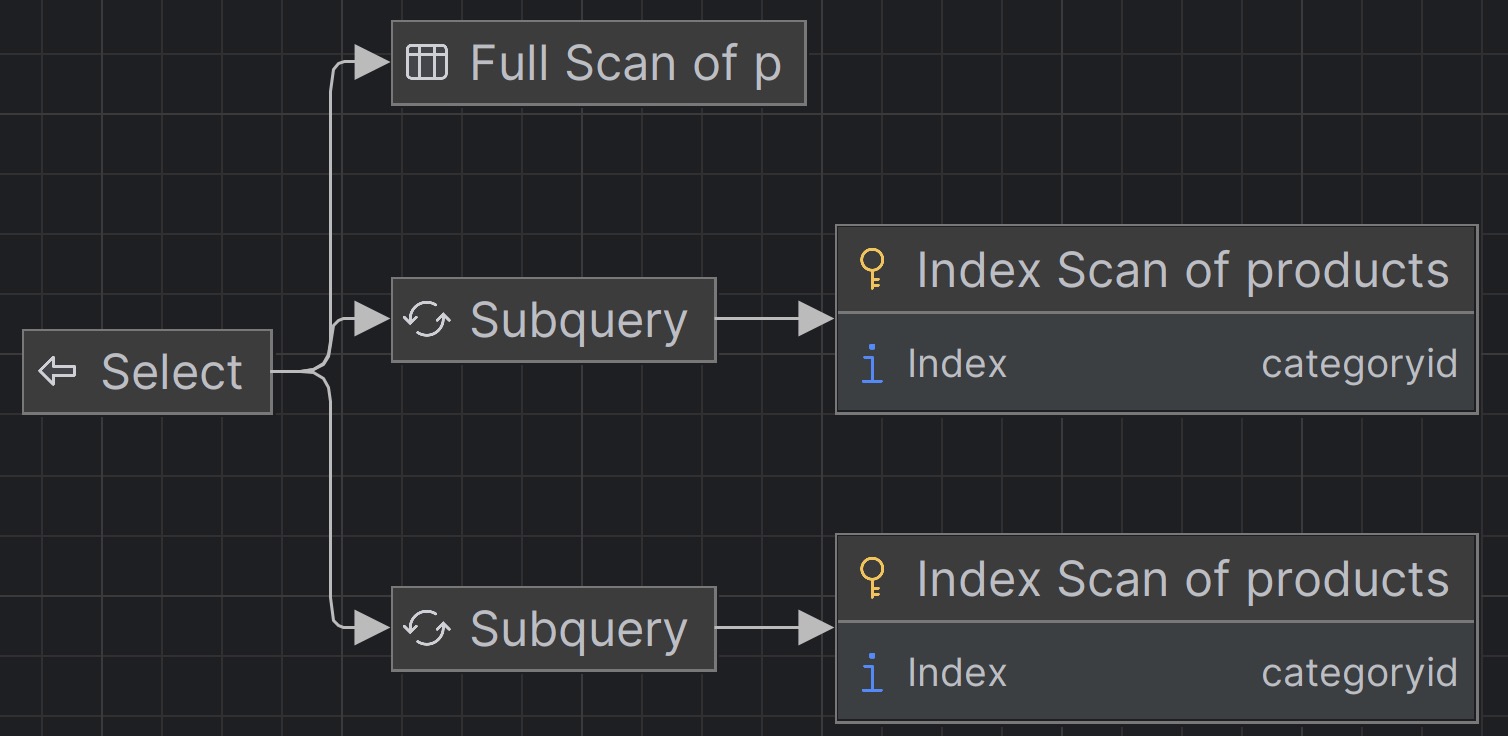 Full Scan of p
Select
Subquery
Index Scan of products
Index categoryid
Subquery
Index Scan of products
Index categoryid